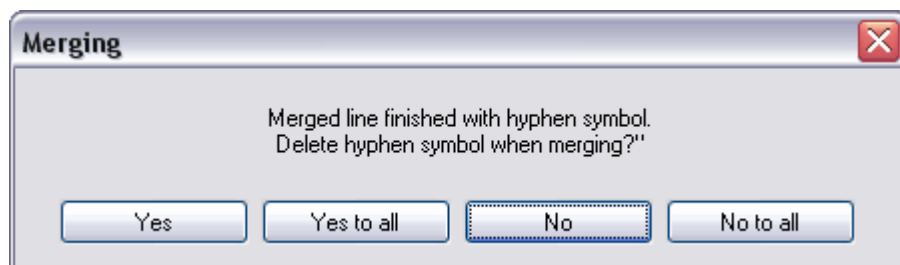 Merging
Merged line finished with hyphen symbol.
Delete hyphen symbol when merging?"
Yes
Yes to all
No
No to all